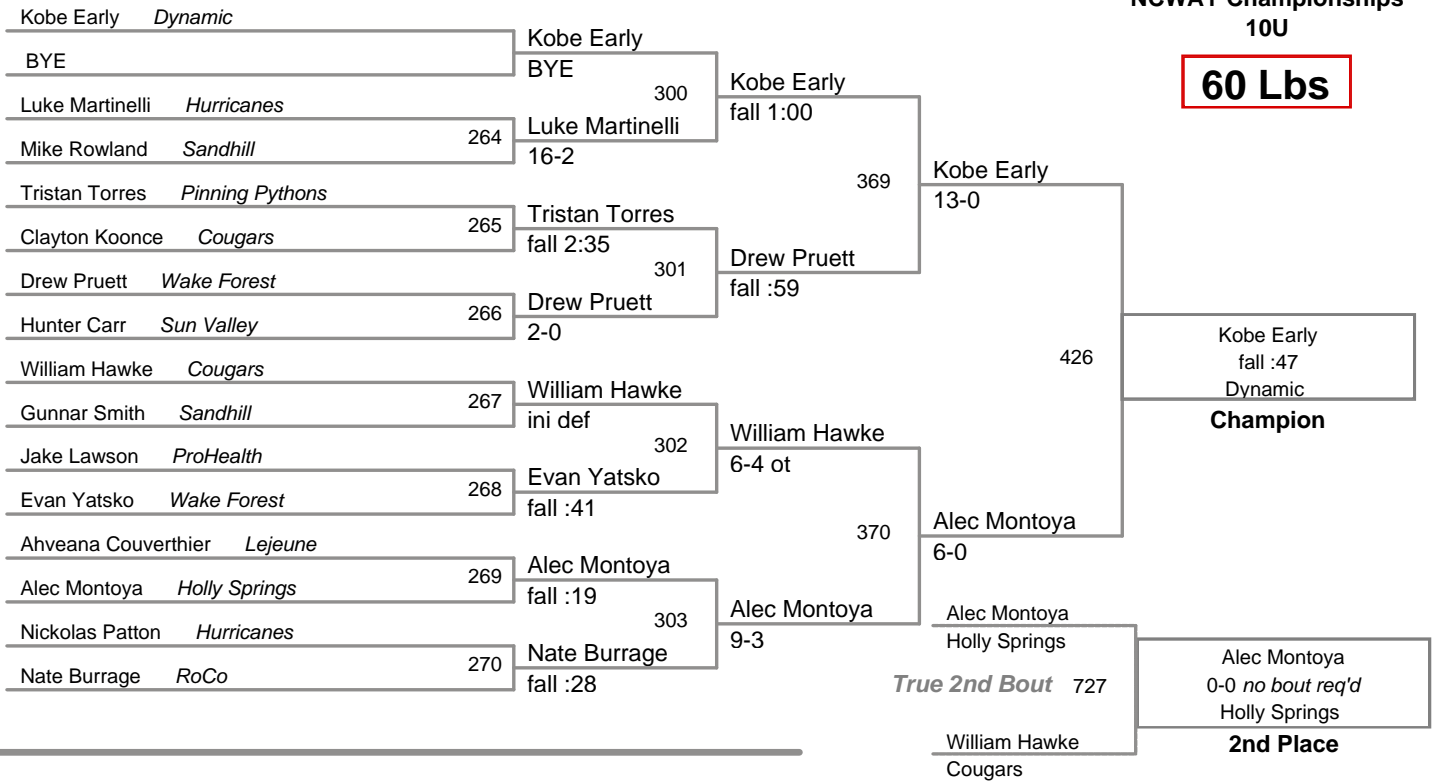 NCWAY Championships
10U
60 Lbs
Kobe Early Dynamic
BYE
Luke Martinelli Hurricanes
Mike Rowland Sandhill
Tristan Torres Pinning Pythons
Clayton Koonce Cougars
Drew Pruett Wake Forest
Hunter Carr Sun Valley
William Hawke Cougars
Gunnar Smith Sandhill
Jake Lawson ProHealth
Evan Yatsko Wake Forest
Ahveana Couverthier Lejeune
Alec Montoya Holly Springs
Nickolas Patton Hurricanes
Nate Burrage RoCo
264
265
266
267
268
269
270
Kobe Early
BYE
Luke Martinelli
16-2
Tristan Torres
fall 2:35
Drew Pruett
2-0
William Hawke
ini def
Evan Yatsko
fall :41
Alec Montoya
fall :19
Nate Burrage
fall :28
300
301
302
303
Kobe Early
fall 1:00
Drew Pruett
fall :59
William Hawke
6-4 ot
Alec Montoya
9-3
369
370
Kobe Early
13-0
Alec Montoya
6-0
426
Kobe Early
fall :47
Dynamic
Champion
Alec Montoya
Holly Springs
True 2nd Bout 727
William Hawke
Cougars
Alec Montoya
0-0 no bout req'd
Holly Springs
2nd Place